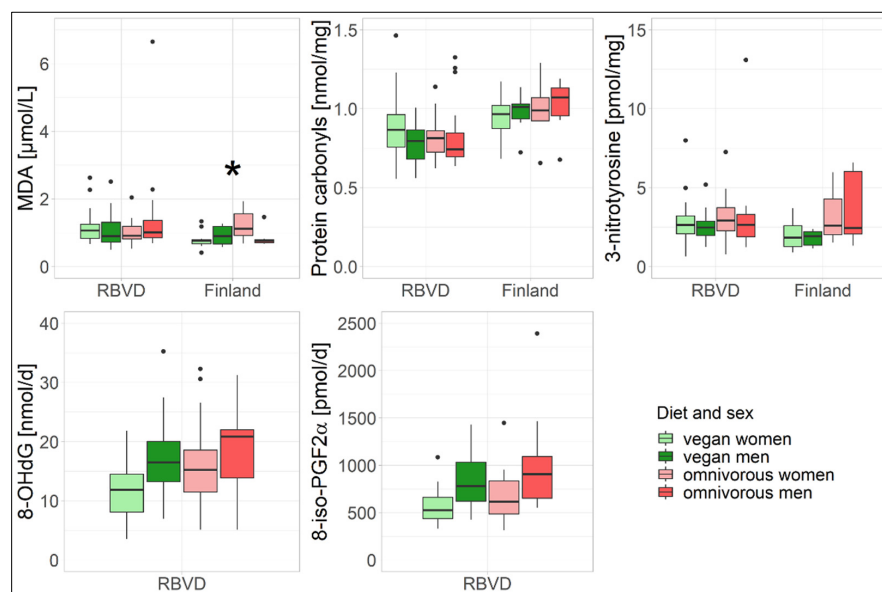 MDA [µmol/L]
6
4
2
0
*
RBVD
Finland
Protein carbonyls [nmol/mg]
1.5
1.0
0.5
0.0
RBVD
Finland
3-nitrotyrosine [pmol/mg]
15
10
5
0
RBVD
Finland
8-OHdG [nmol/d]
40
30
20
10
0
RBVD
8-iso-PGF2α [pmol/d]
2500
2000
1500
1000
500
0
RBVD
Diet and sex
vegan women
vegan men
omnivorous women
omnivorous men